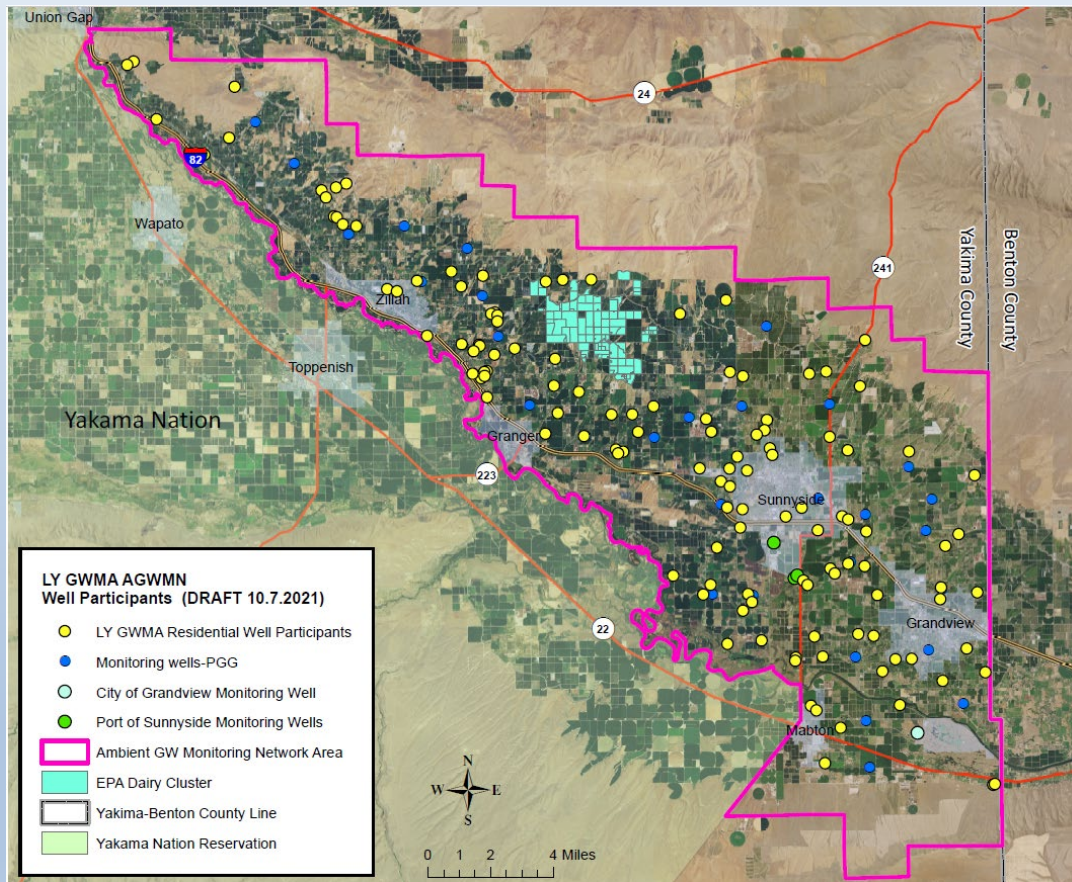 Union Gap
24
82
Wapato
Yakima County
Benton County
241
Zillah
Toppenish
Yakama Nation
Granger
223
Sunnyside
22
Grandview
Mabton
LY GWMA AGWMN
Well Participants (DRAFT 10.7.2021)
LY GWMA Residential Well Participants
Monitoring wells-PGG
City of Grandview Monitoring Well
Port of Sunnyside Monitoring Wells
Ambient GW Monitoring Network Area
EPA Dairy Cluster
Yakima-Benton County Line
Yakama Nation Reservation
N
W E
S
0 1 2 4 Miles